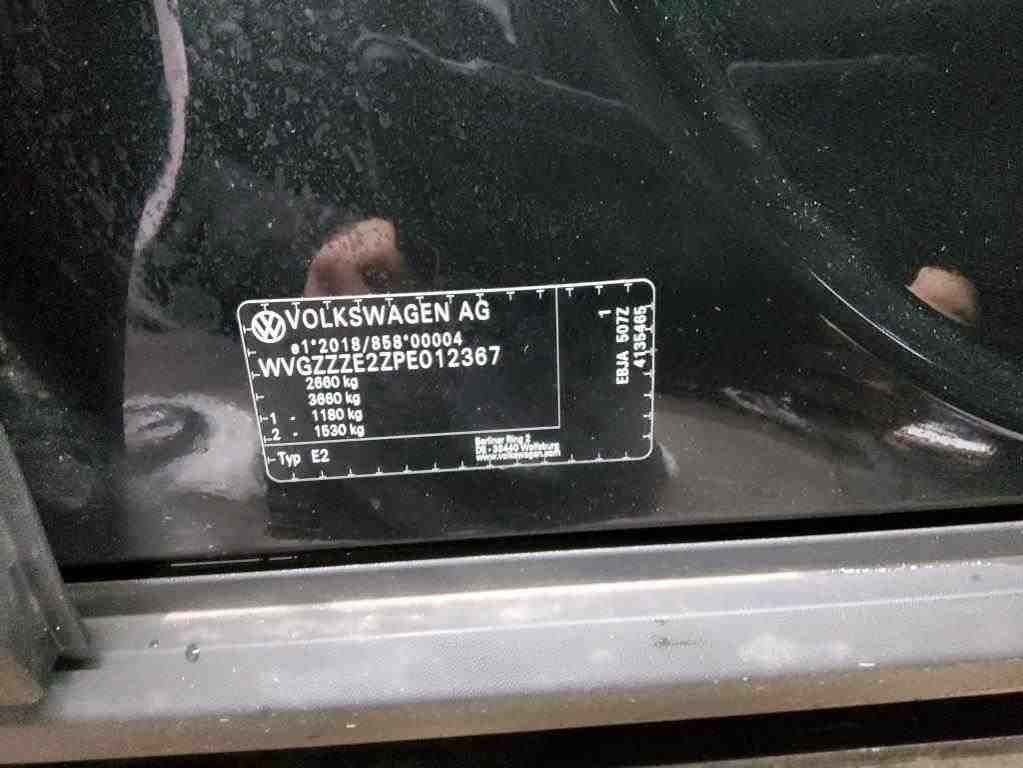 VOLKSWAGEN AG
e1*2018/858*00004
WVGZZZE2ZPE012367
2660 kg
3660 kg
1 - 1180 kg
2 - 1530 kg
Typ E2
Berliner Ring 2
DE - 38440 Wolfsburg
www.volkswagen.com
1
EBJA 507Z
4135465